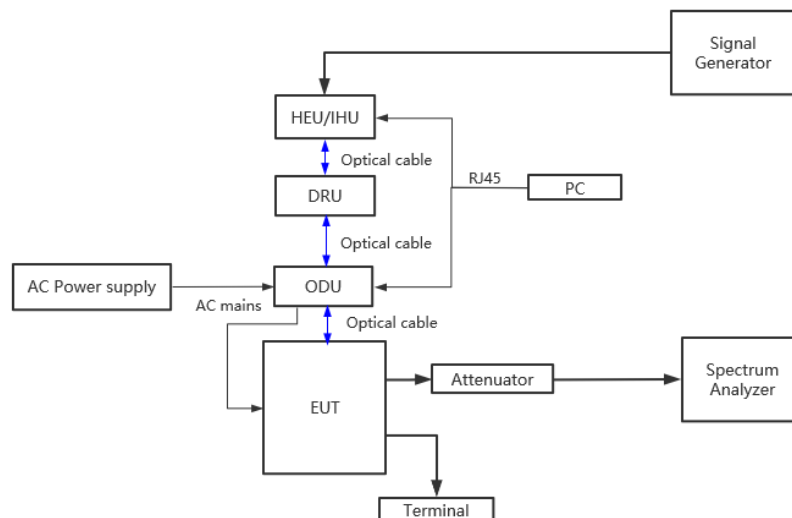 Signal
Generator
HEU/IHU
Optical cable
RJ45
PC
DRU
Optical cable
AC Power supply
ODU
AC mains
Optical cable
EUT
Attenuator
Spectrum
Analyzer
Terminal